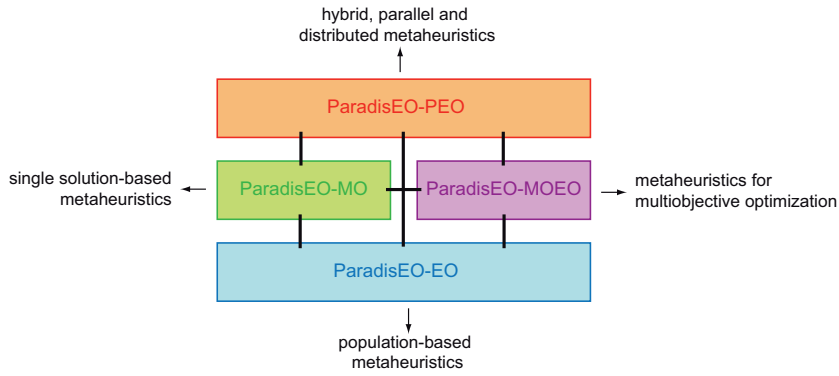 hybrid, parallel and
distributed metaheuristics
ParadisEO-PEO
single solution-based
metaheuristics
ParadisEO-MO
ParadisEO-MOEO
metaheuristics for
multiobjective optimization
ParadisEO-EO
population-based
metaheuristics